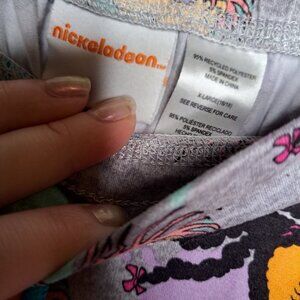 nickelodeon
95% RECYCLED POLYESTER
5% SPANDEX
MADE IN CHINA
X-LARGE(16/18)
SEE REVERSE FOR CARE
95% POLIÉSTER RECICLADO
5% SPANDEX
HECHO